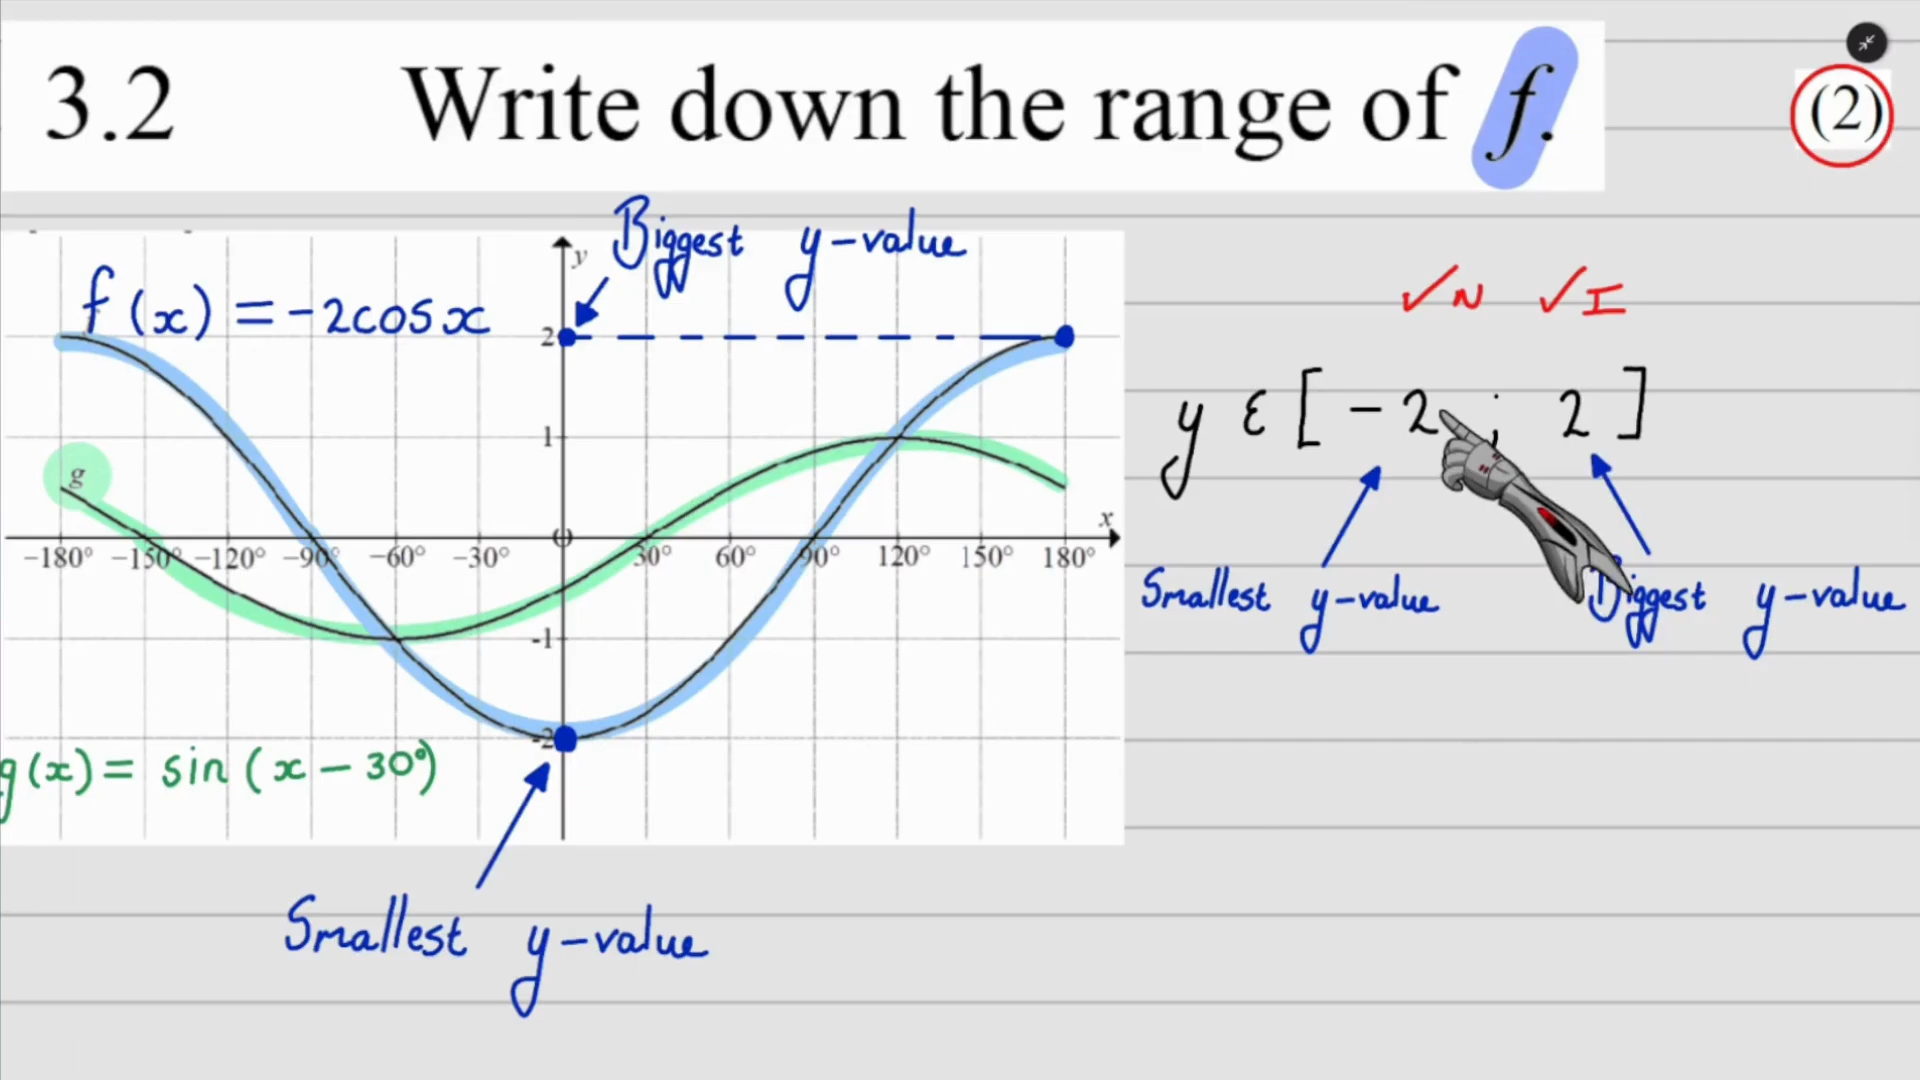 3.2 Write down the range of f. (2)
Biggest y-value
y
f(x) = -2cosx
2
✓N ✓I
y ε [-2 ; 2]
1
g
x
-180° -150° -120° -90° -60° -30° 0 30° 60° 90° 120° 150° 180°
Smallest y-value Biggest y-value
-1
-2
g(x) = sin(x - 30°)
Smallest y-value